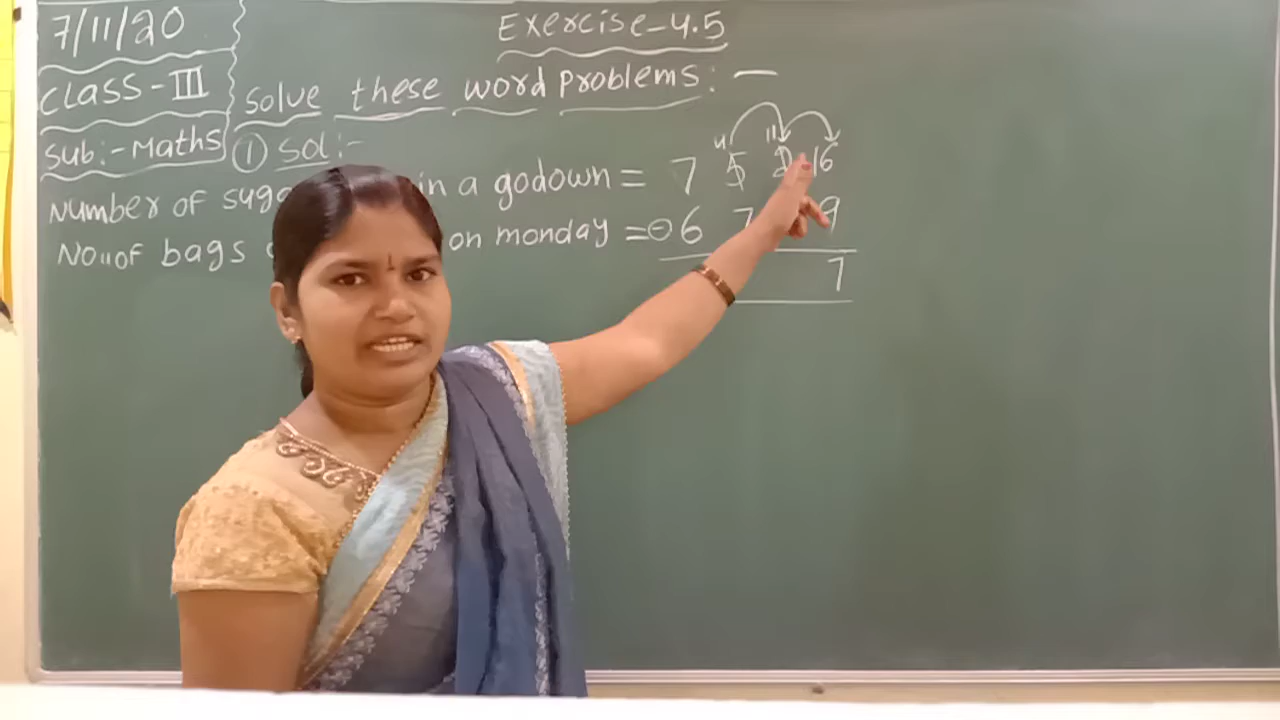 7/11/20
Exercise-4.5
CLASS-III
Solve these word problems:-
Sub:-Maths
① Sol:-
4 11
Number of suga in a godown = 7 5 2 16
No.of bags on monday = - 6 7 9
7